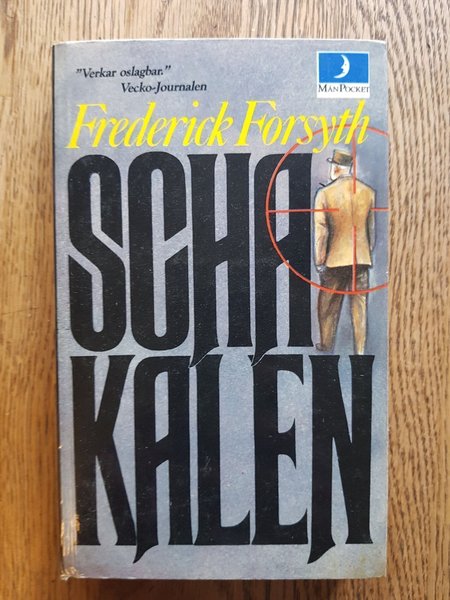 "Verkar oslagbar."
Vecko-Journalen
MÅNPOCKET
Frederick Forsyth
SCHA
KALEN